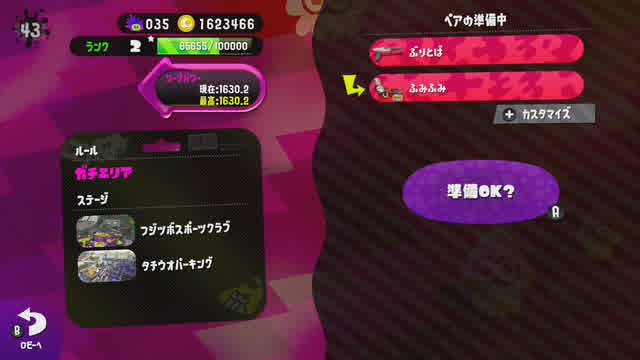 43
035
1623466
ランク 2 65655/100000
リーグパワー
現在:1630.2
最高:1630.2
ルール
ガチエリア
ステージ
フジツボスポーツクラブ
タチウオパーキング
B
ロビーへ
ペアの準備中
ぷりとば
ふみふみ
+ カスタマイズ
準備OK?
A